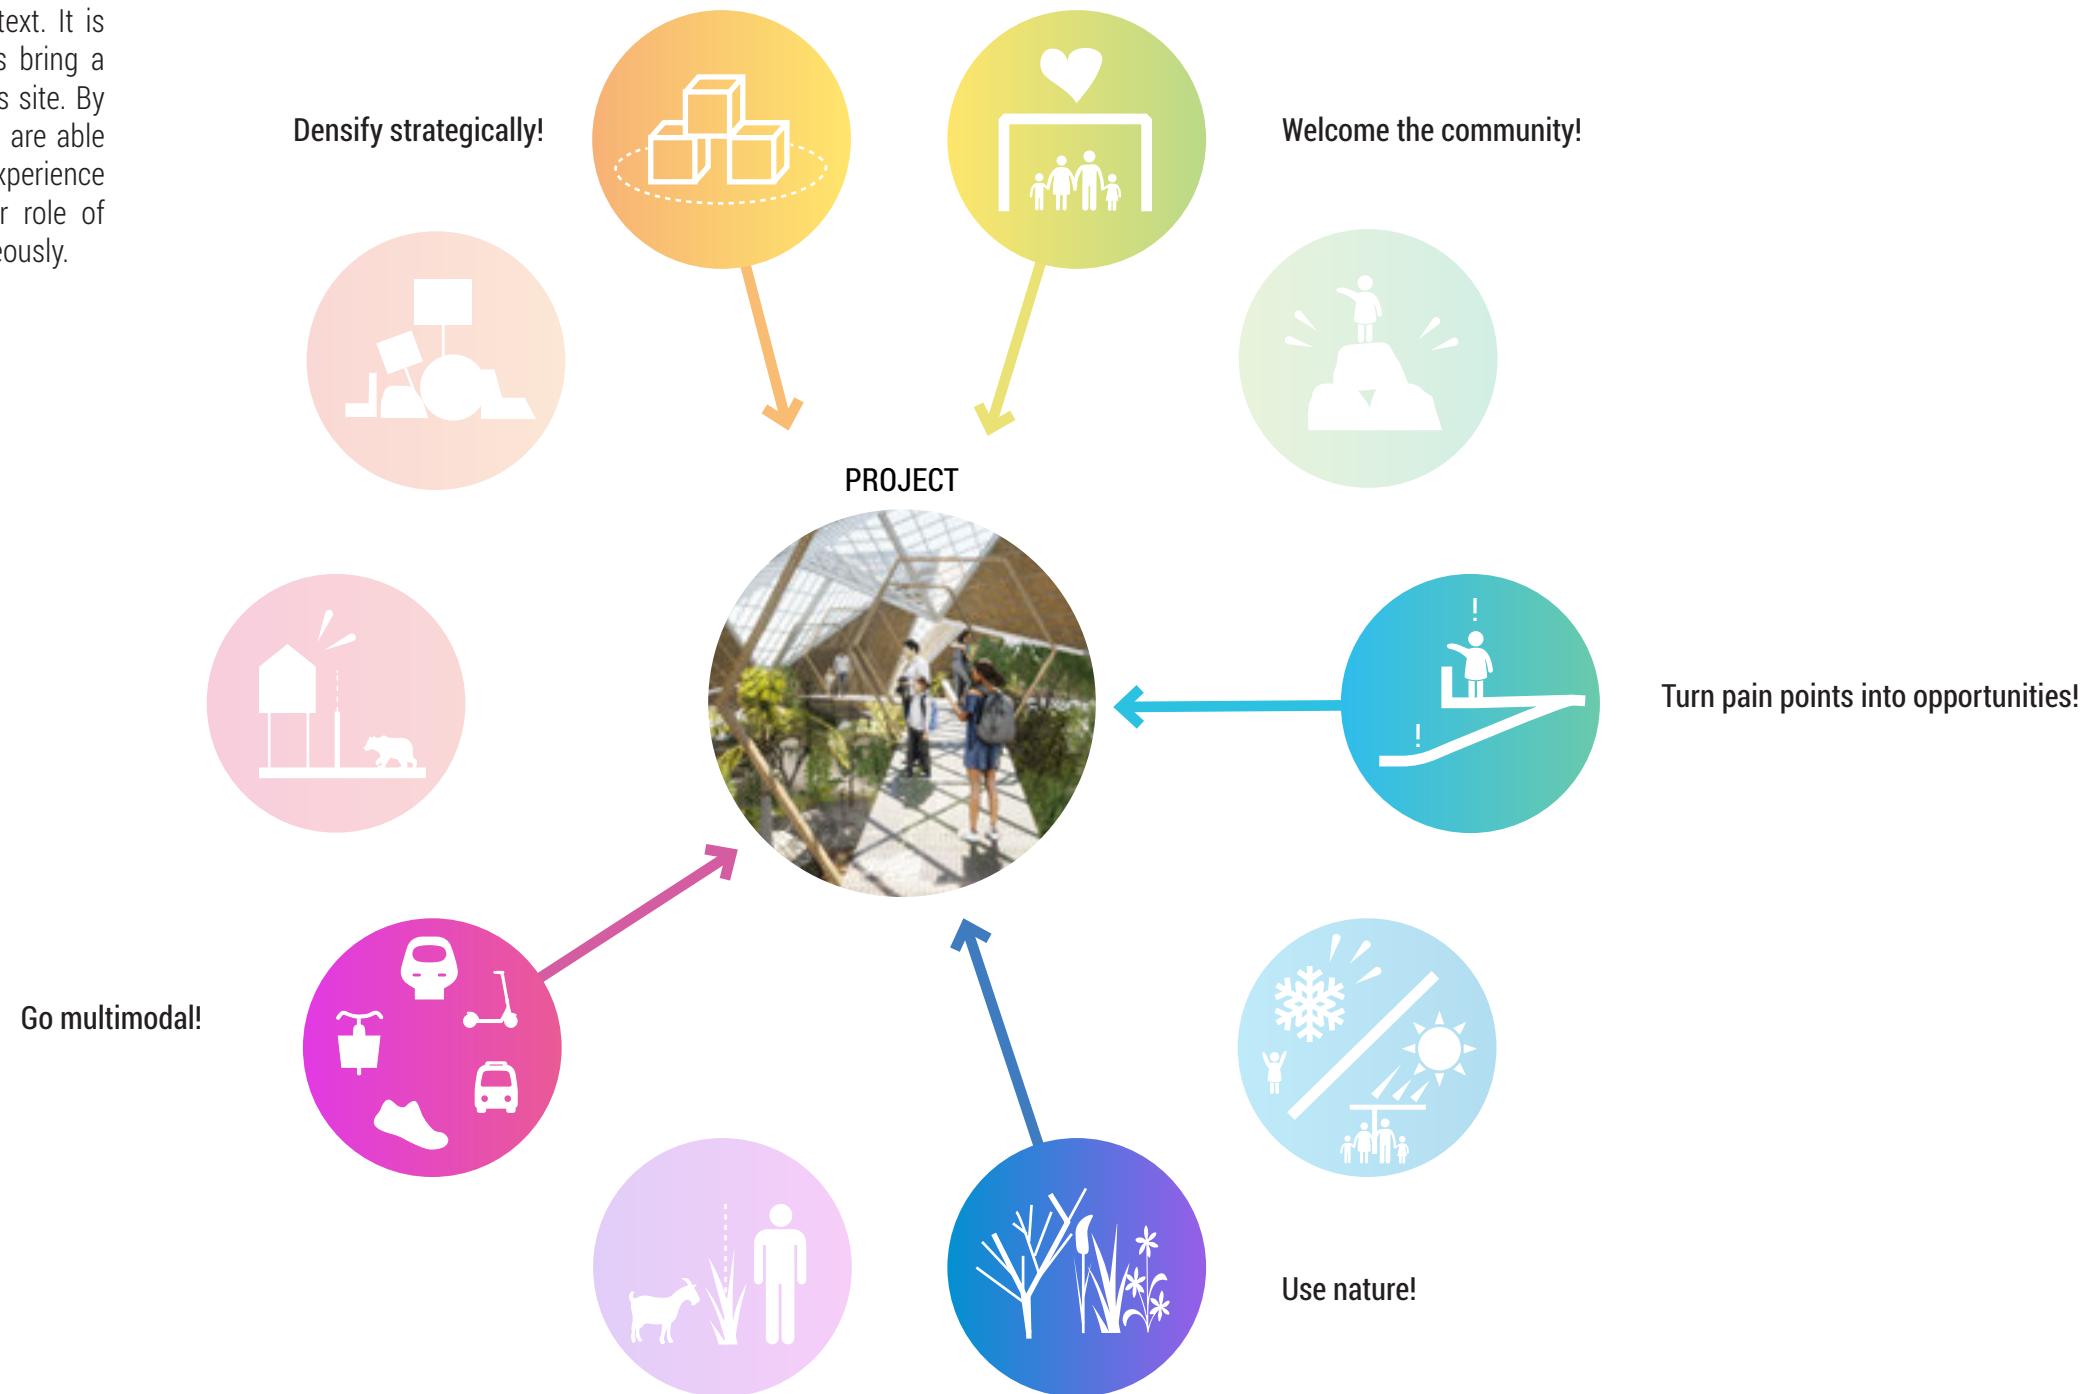 text. It is
s bring a
s site. By
are able
xperience
r role of
eously.
Densify strategically!
Welcome the community!
PROJECT
Turn pain points into opportunities!
Go multimodal!
Use nature!